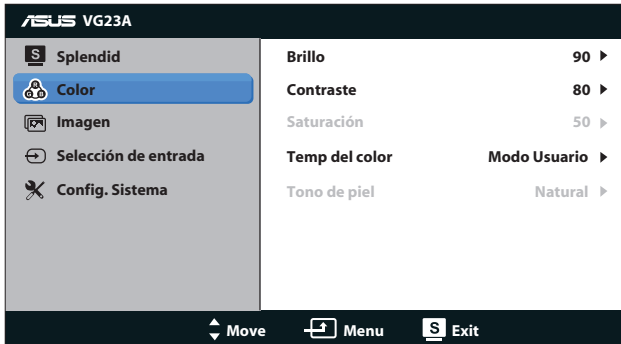 ASUS VG23A
S Splendid
Color
Imagen
Selección de entrada
Config. Sistema
Brillo 90
Contraste 80
Saturación 50
Temp del color Modo Usuario
Tono de piel Natural
Move Menu S Exit